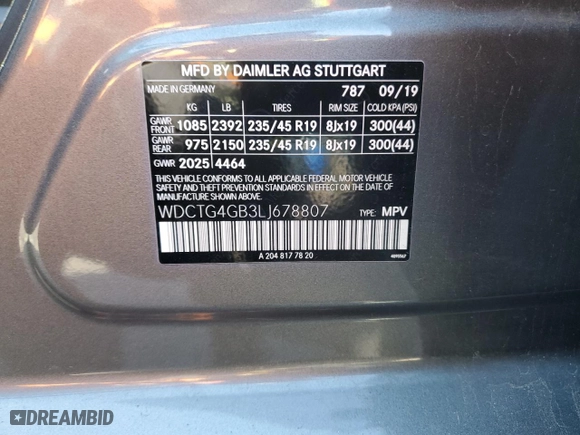 MFD BY DAIMLER AG STUTTGART
MADE IN GERMANY 787 09/19
KG LB TIRES RIM SIZE COLD KPA (PSI)
GAWR FRONT 1085 2392 235/45 R19 8Jx19 300(44)
GAWR REAR 975 2150 235/45 R19 8Jx19 300(44)
GVWR 2025 4464
THIS VEHICLE CONFORMS TO ALL APPLICABLE FEDERAL MOTOR VEHICLE
SAFETY AND THEFT PREVENTION STANDARDS IN EFFECT ON THE DATE OF
MANUFACTURE SHOWN ABOVE.
WDCTG4GB3LJ678807 TYPE: MPV
A 204 817 78 20
DREAMBID